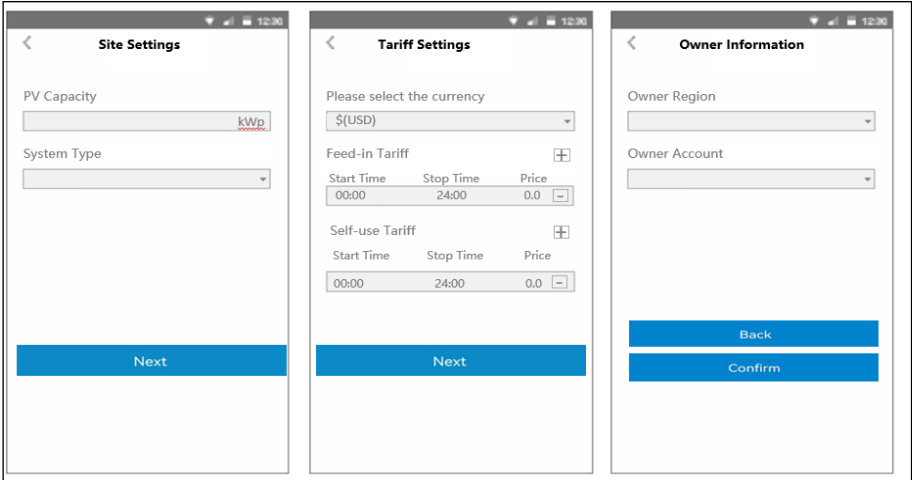 12:30
Site Settings
PV Capacity
kWp
System Type
Next
12:30
Tariff Settings
Please select the currency
$(USD)
Feed-in Tariff
Start Time Stop Time Price
00:00 24:00 0.0
Self-use Tariff
Start Time Stop Time Price
00:00 24:00 0.0
Next
12:30
Owner Information
Owner Region
Owner Account
Back
Confirm